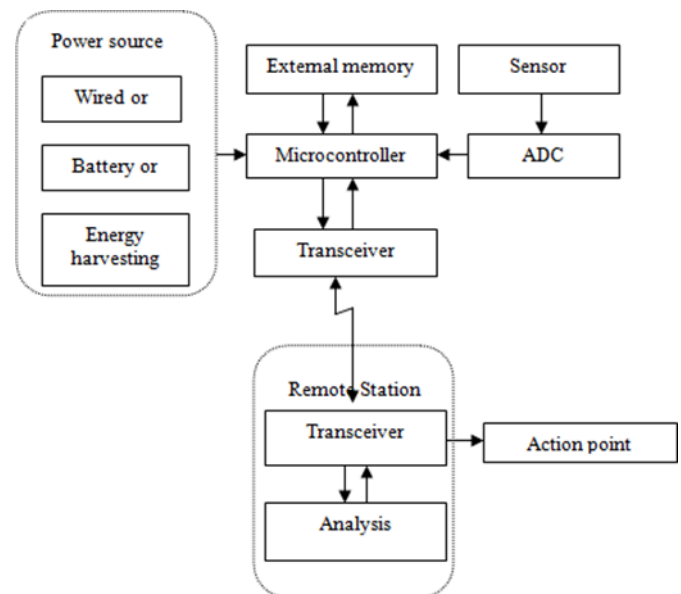 Power source
Wired or
Battery or
Energy
harvesting
External memory
Sensor
Microcontroller
ADC
Transceiver
Remote Station
Transceiver
Action point
Analysis